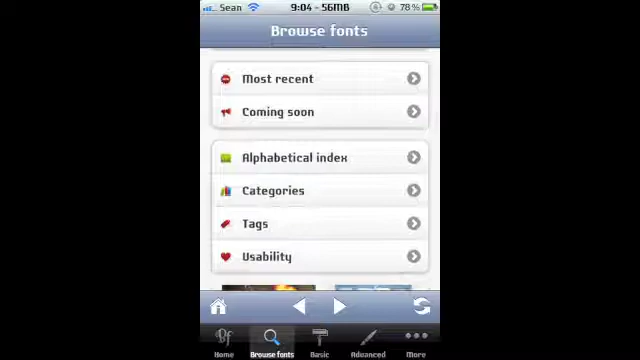 Sean 9:04 - 56MB 78%
Browse fonts
Most recent
Coming soon
Alphabetical index
Categories
Tags
Usability
Bf
Home Browse fonts Basic Advanced More